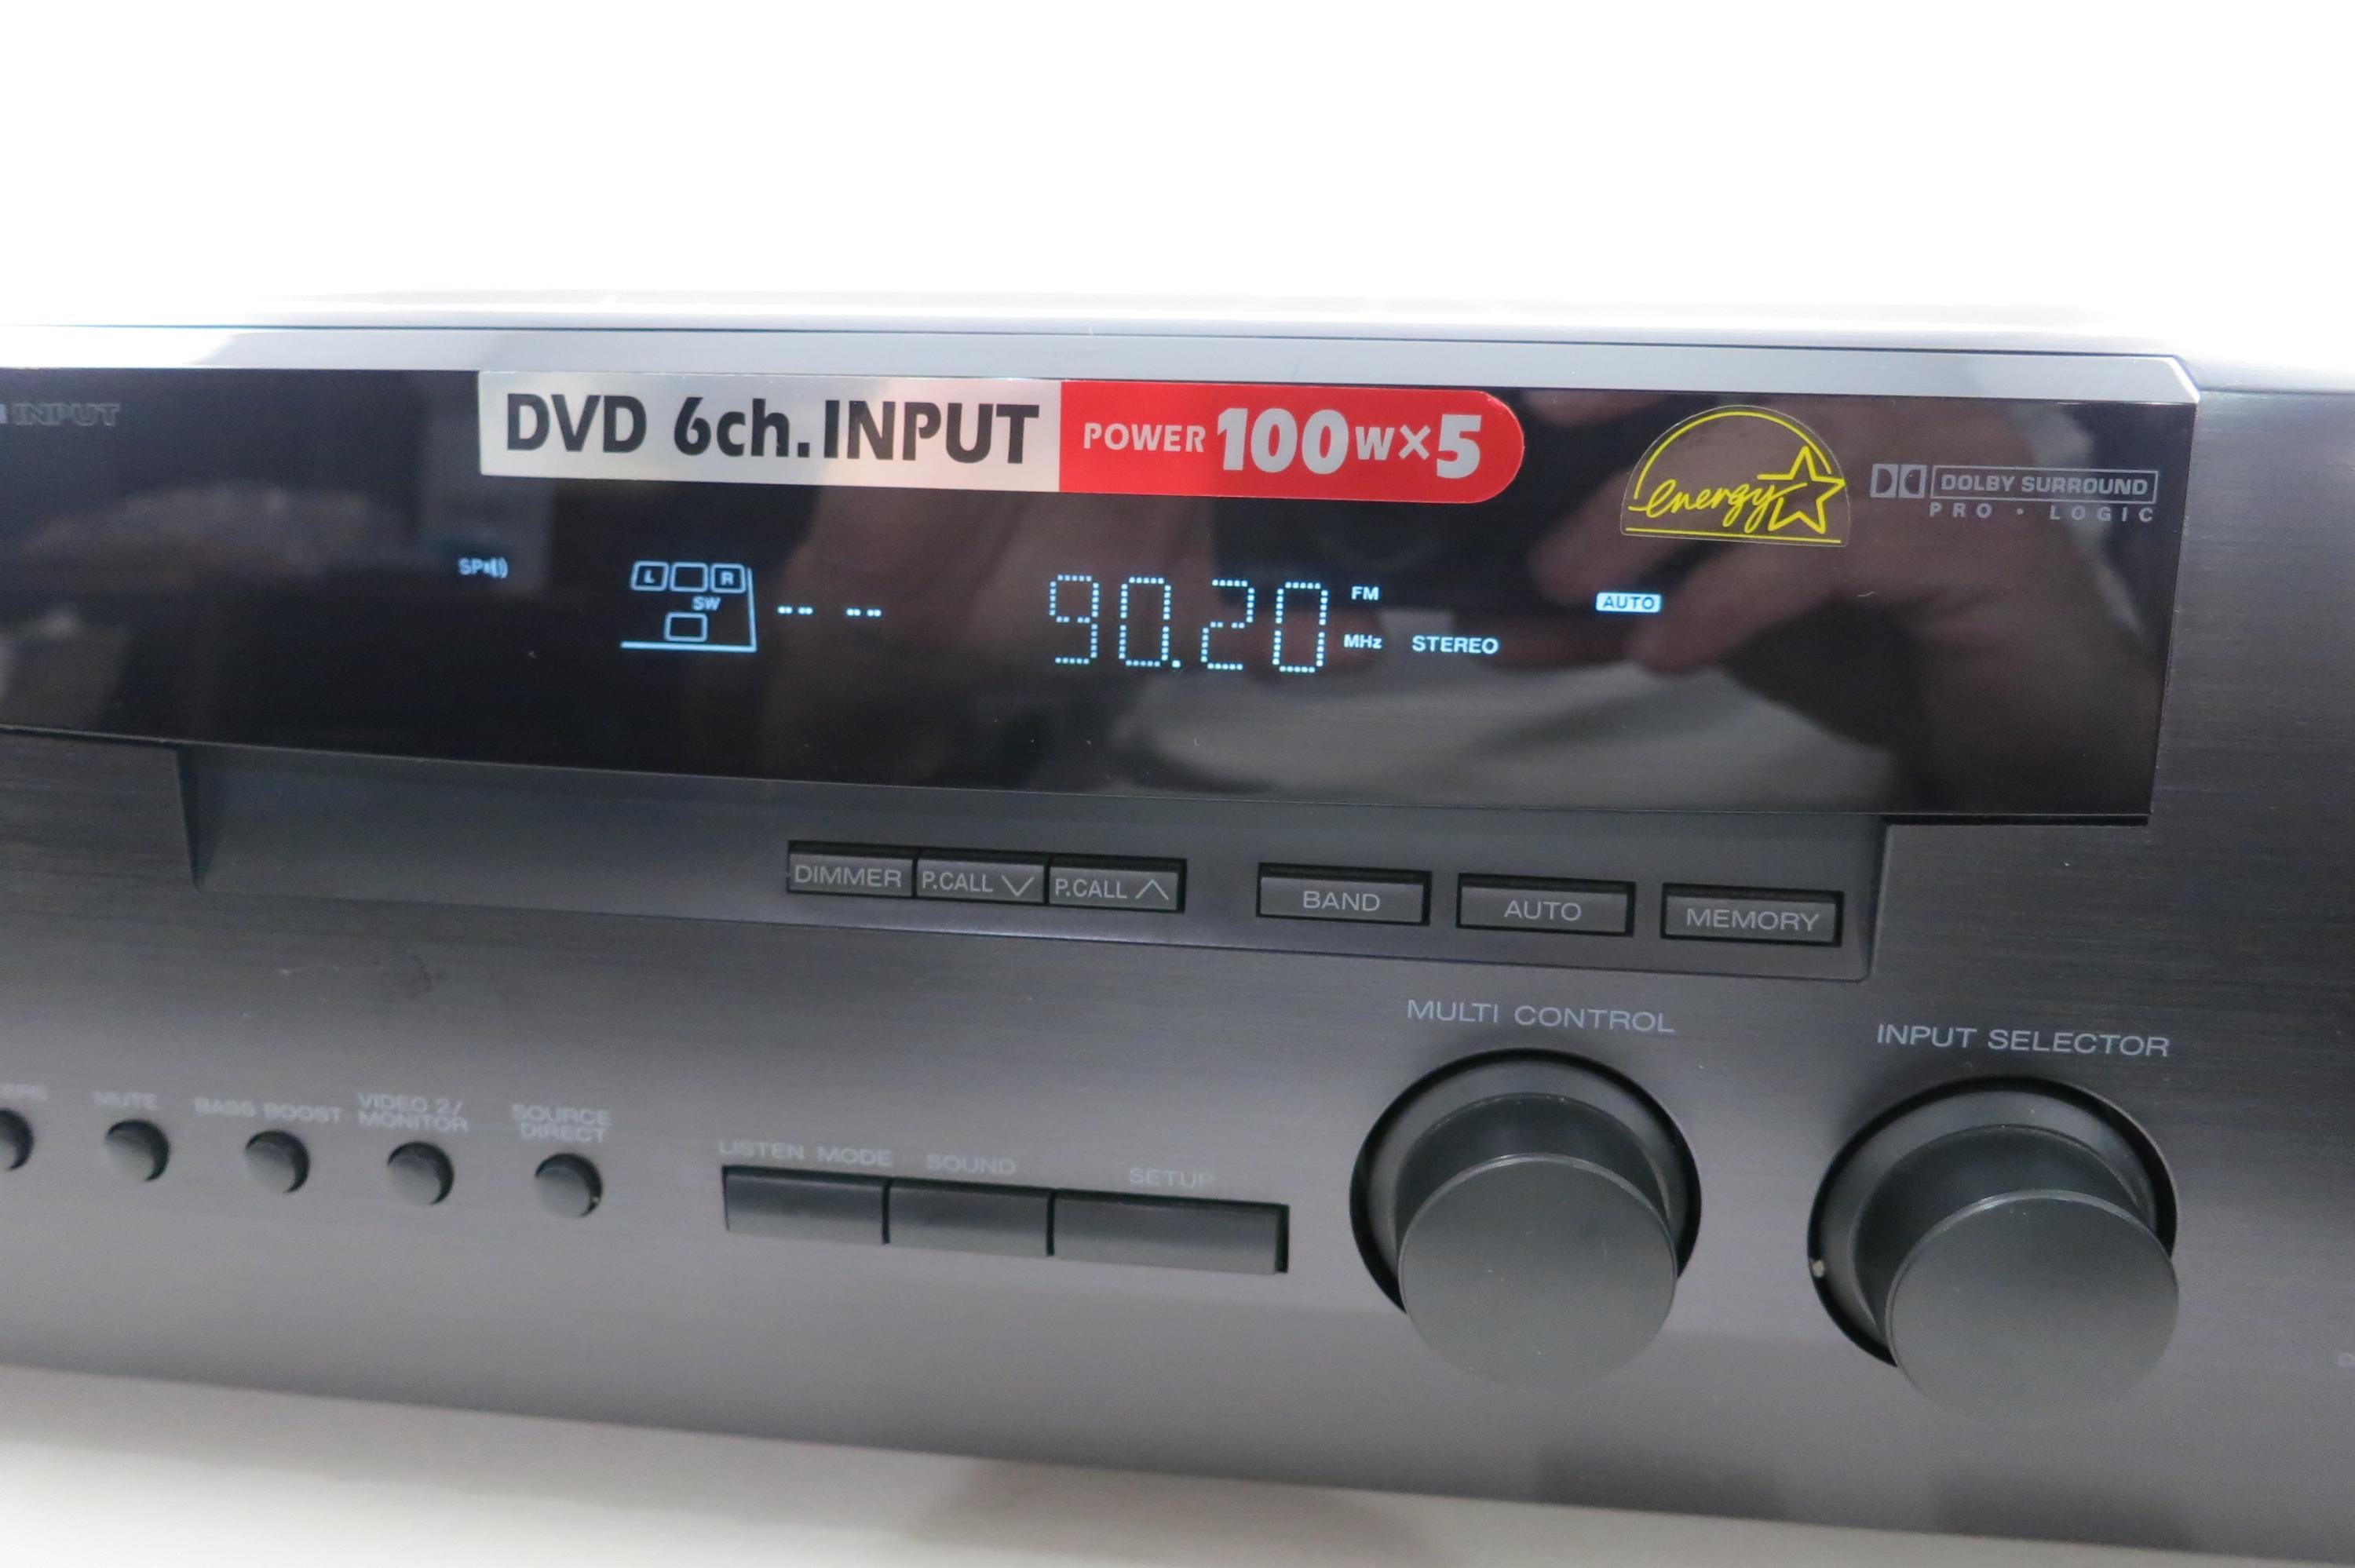 INPUT
DVD 6ch. INPUT POWER 100W×5
energy
DOLBY SURROUND
PRO • LOGIC
SP
L R
SW
-- -- 90.20 FM MHz STEREO AUTO
DIMMER P.CALL P.CALL BAND AUTO MEMORY
MULTI CONTROL
INPUT SELECTOR
MUTE
BASS BOOST
VIDEO 2/
MONITOR
SOURCE
DIRECT
LISTEN MODE SOUND SETUP